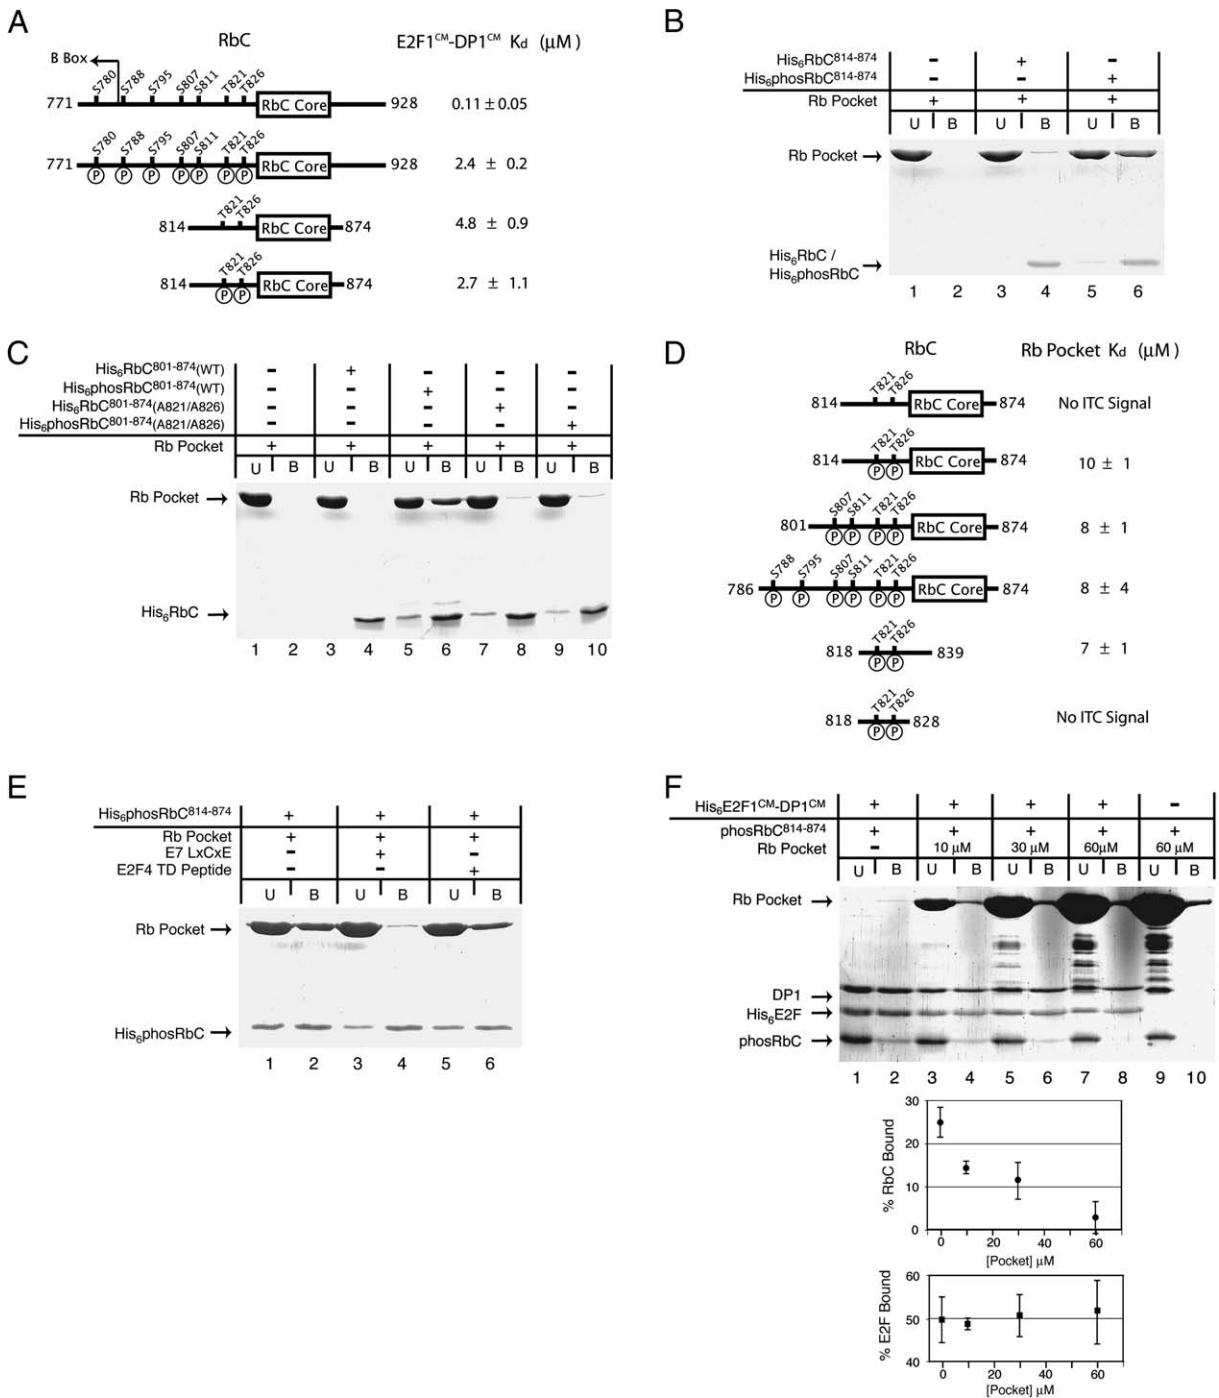 A
RbC
E2F1CM-DP1CM Kd (μM)
B Box
S780 S788 S795 S807 S811 T821 T826
771 RbC Core 928 0.11 ± 0.05
S780 S788 S795 S807 S811 T821 T826
771 RbC Core 928 2.4 ± 0.2
P P P P P P P
T821 T826
814 RbC Core 874 4.8 ± 0.9
T821 T826
814 RbC Core 874 2.7 ± 1.1
P P
B
His6RbC814-874 - + -
His6phosRbC814-874 - - +
Rb Pocket + + +
U B U B U B
Rb Pocket
His6RbC /
His6phosRbC
1 2 3 4 5 6
C
His6RbC801-874(WT) - + - - -
His6phosRbC801-874(WT) - - + - -
His6RbC801-874(A821/A826) - - - + -
His6phosRbC801-874(A821/A826) - - - - +
Rb Pocket + + + + +
U B U B U B U B U B
Rb Pocket
His6RbC
1 2 3 4 5 6 7 8 9 10
D
RbC
Rb Pocket Kd (μM)
T821 T826
814 RbC Core 874 No ITC Signal
T821 T826
814 RbC Core 874 10 ± 1
P P
S807 S811 T821 T826
801 RbC Core 874 8 ± 1
P P P P
S788 S795 S807 S811 T821 T826
786 RbC Core 874 8 ± 4
P P P P P P
T821 T826
818 839 7 ± 1
P P
T821 T826
818 828 No ITC Signal
P P
E
His6phosRbC814-874 + + +
Rb Pocket + + +
E7 LxCxE - + -
E2F4 TD Peptide - - +
U B U B U B
Rb Pocket
His6phosRbC
1 2 3 4 5 6
F
His6E2F1CM-DP1CM + + + + -
phosRbC814-874 + + + + +
Rb Pocket - 10 μM 30 μM 60μM 60 μM
U B U B U B U B U B
Rb Pocket
DP1
His6E2F
phosRbC
1 2 3 4 5 6 7 8 9 10
% RbC Bound
30
20
10
0
0 20 40 60
[Pocket] μM
% E2F Bound
60
50
40
0 20 40 60
[Pocket] μM